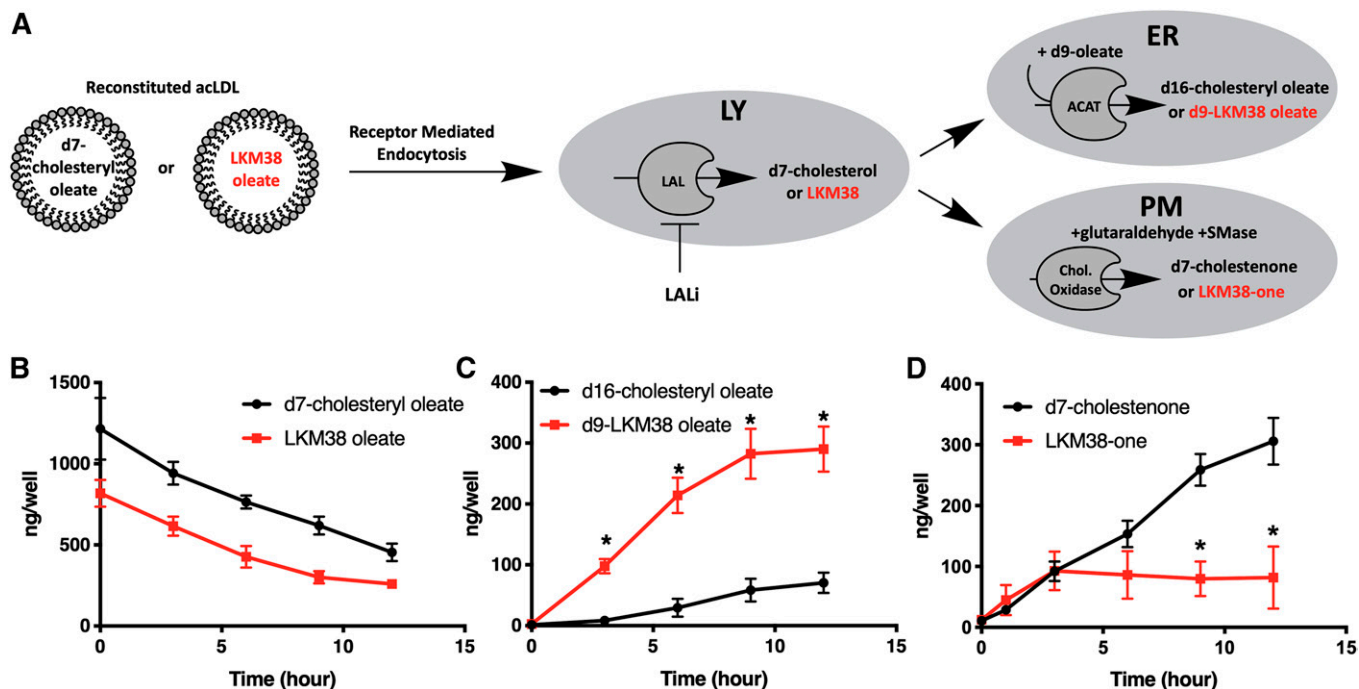 A
Reconstituted acLDL
d7-
cholesteryl
oleate
or
LKM38
oleate
Receptor Mediated
Endocytosis
LY
LAL
d7-cholesterol
or LKM38
LALi
ER
+ d9-oleate
ACAT
d16-cholesteryl oleate
or d9-LKM38 oleate
PM
+glutaraldehyde +SMase
Chol.
Oxidase
d7-cholestenone
or LKM38-one
B
1500
1000
500
0
ng/well
d7-cholesteryl oleate
LKM38 oleate
0 5 10 15
Time (hour)
C
400
300
200
100
0
ng/well
d16-cholesteryl oleate
d9-LKM38 oleate
* * * *
0 5 10 15
Time (hour)
D
400
300
200
100
0
ng/well
d7-cholestenone
LKM38-one
* *
0 5 10 15
Time (hour)